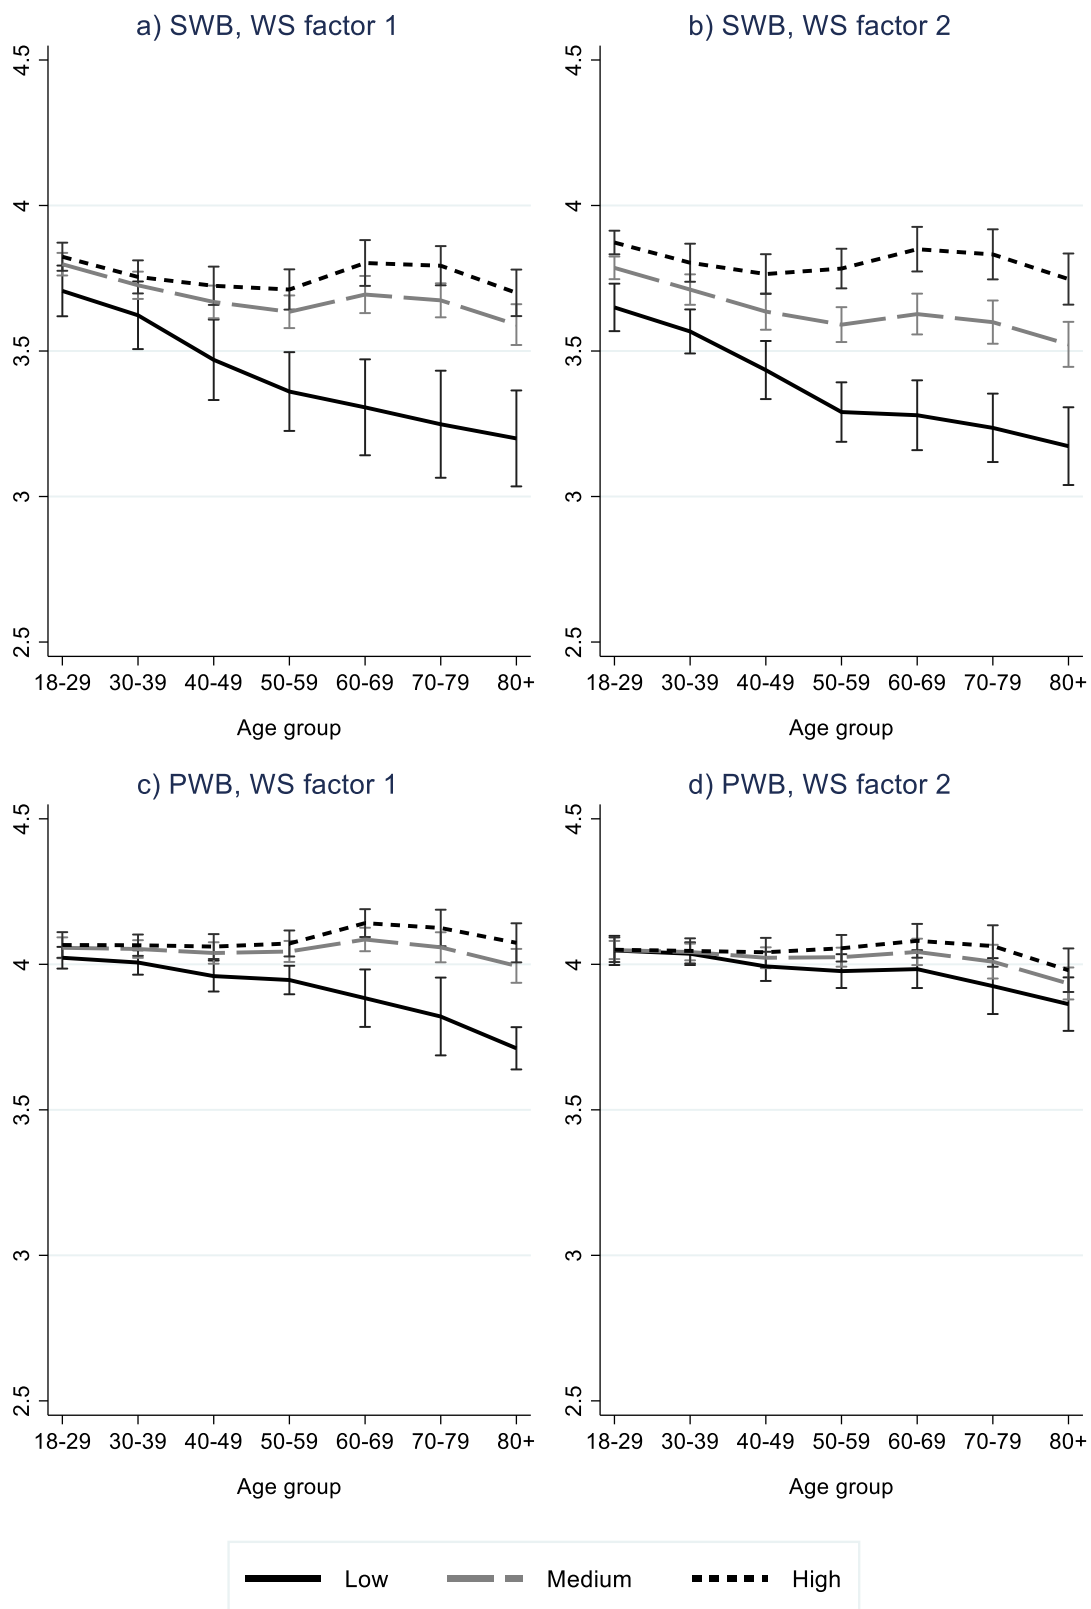 a) SWB, WS factor 1
4.5
4
3.5
3
2.5
18-29 30-39 40-49 50-59 60-69 70-79 80+
Age group
b) SWB, WS factor 2
4.5
4
3.5
3
2.5
18-29 30-39 40-49 50-59 60-69 70-79 80+
Age group
c) PWB, WS factor 1
4.5
4
3.5
3
2.5
18-29 30-39 40-49 50-59 60-69 70-79 80+
Age group
d) PWB, WS factor 2
4.5
4
3.5
3
2.5
18-29 30-39 40-49 50-59 60-69 70-79 80+
Age group
Low Medium High